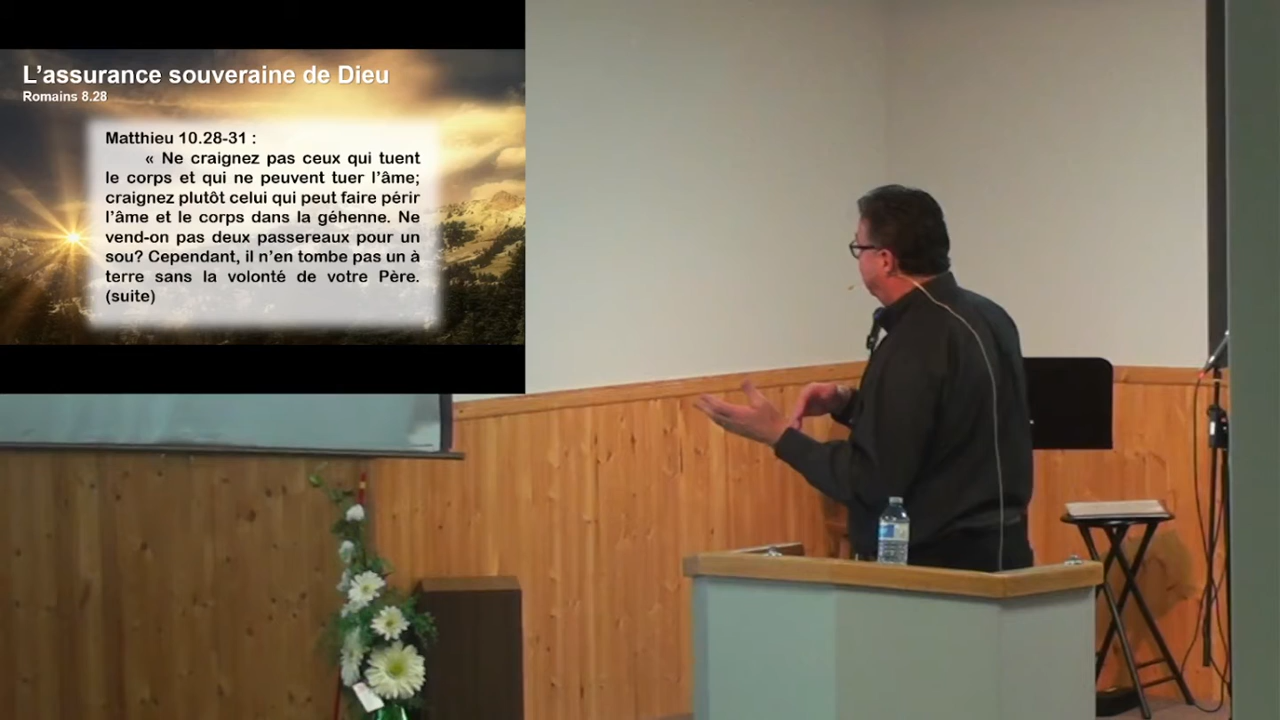 L'assurance souveraine de Dieu
Romains 8.28
Matthieu 10.28-31 :
« Ne craignez pas ceux qui tuent
le corps et qui ne peuvent tuer l'âme;
craignez plutôt celui qui peut faire périr
l'âme et le corps dans la géhenne. Ne
vend-on pas deux passereaux pour un
sou? Cependant, il n'en tombe pas un à
terre sans la volonté de votre Père.
(suite)